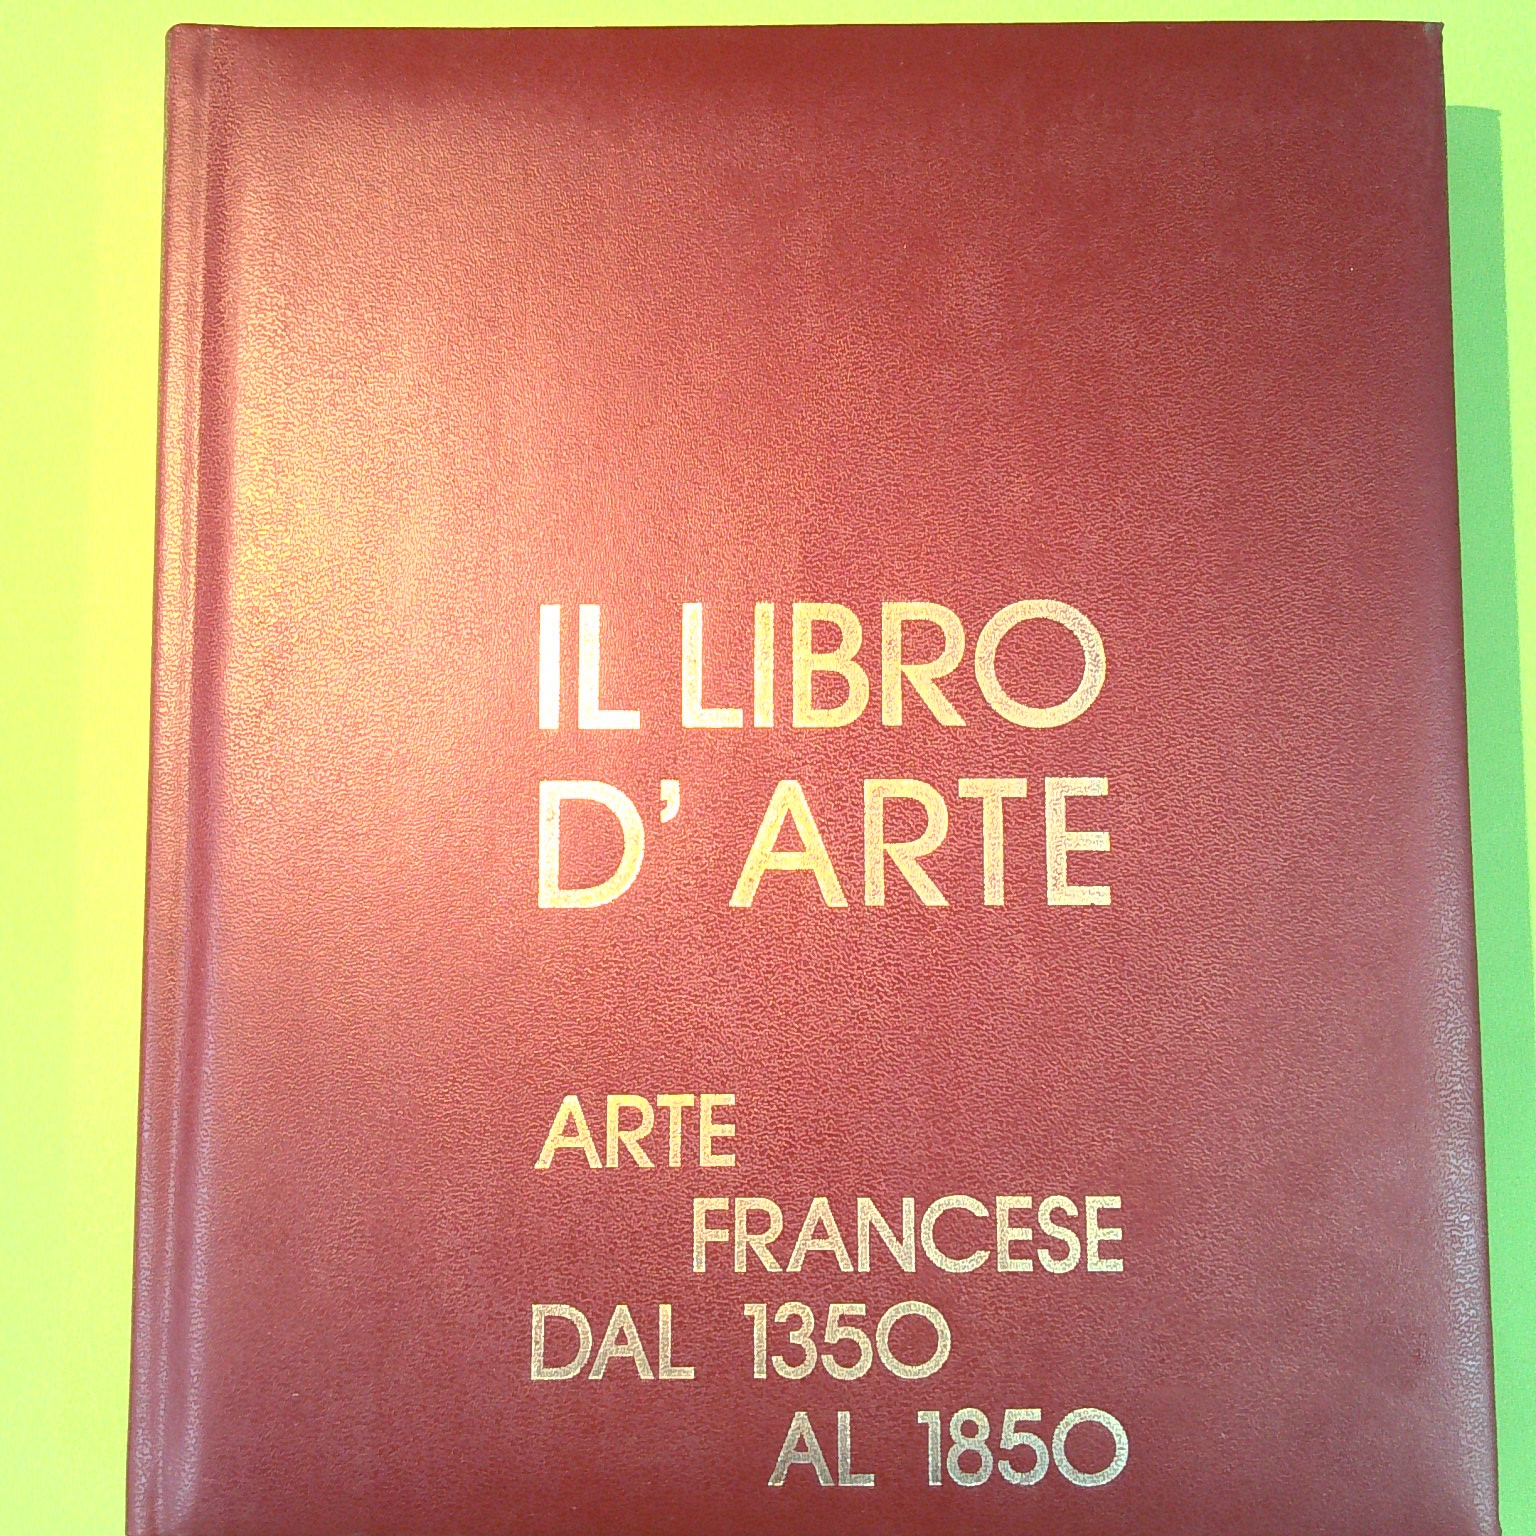 IL LIBRO
D' ARTE
ARTE
FRANCESE
DAL 1350
AL 1850